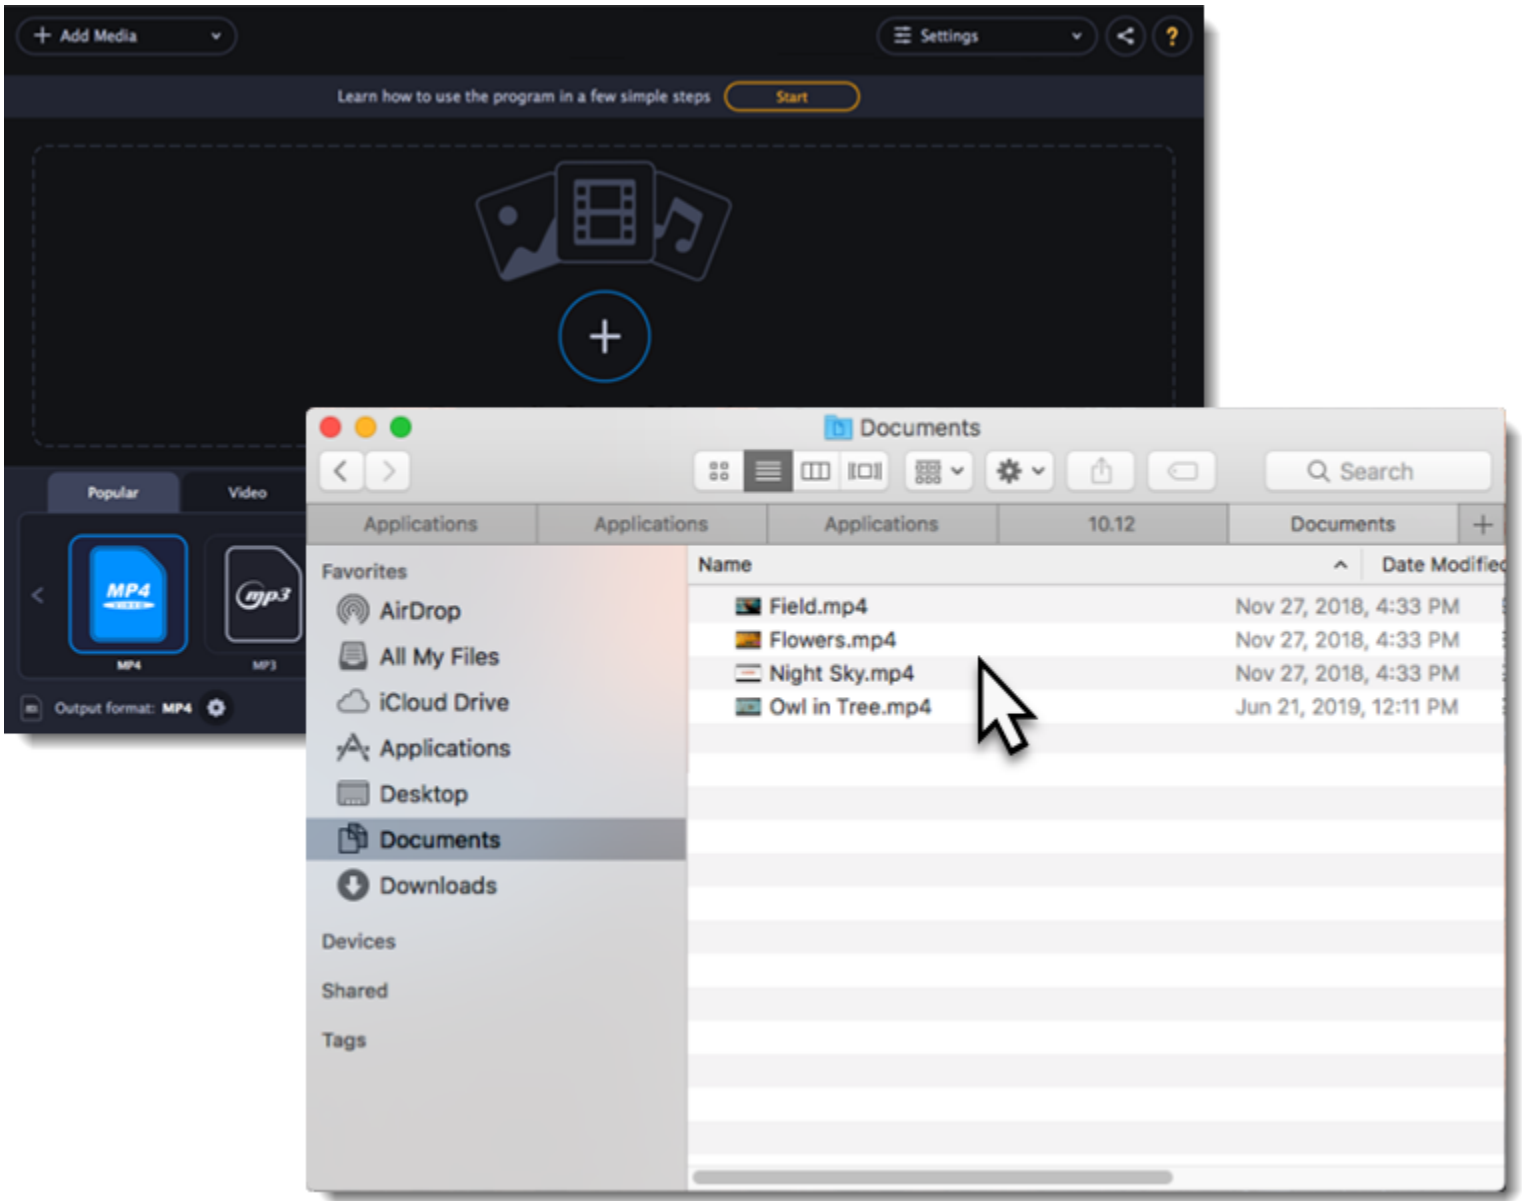 Add Media
Settings
?
Learn how to use the program in a few simple steps
Start
Popular
Video
MP4
VIDEO
mp3
MP4
MP3
Output format: MP4
Documents
Search
Applications
Applications
Applications
10.12
Documents
Favorites
AirDrop
All My Files
iCloud Drive
Applications
Desktop
Documents
Downloads
Devices
Shared
Tags
Name
Date Modified
Field.mp4
Nov 27, 2018, 4:33 PM
Flowers.mp4
Nov 27, 2018, 4:33 PM
Night Sky.mp4
Nov 27, 2018, 4:33 PM
Owl in Tree.mp4
Jun 21, 2019, 12:11 PM